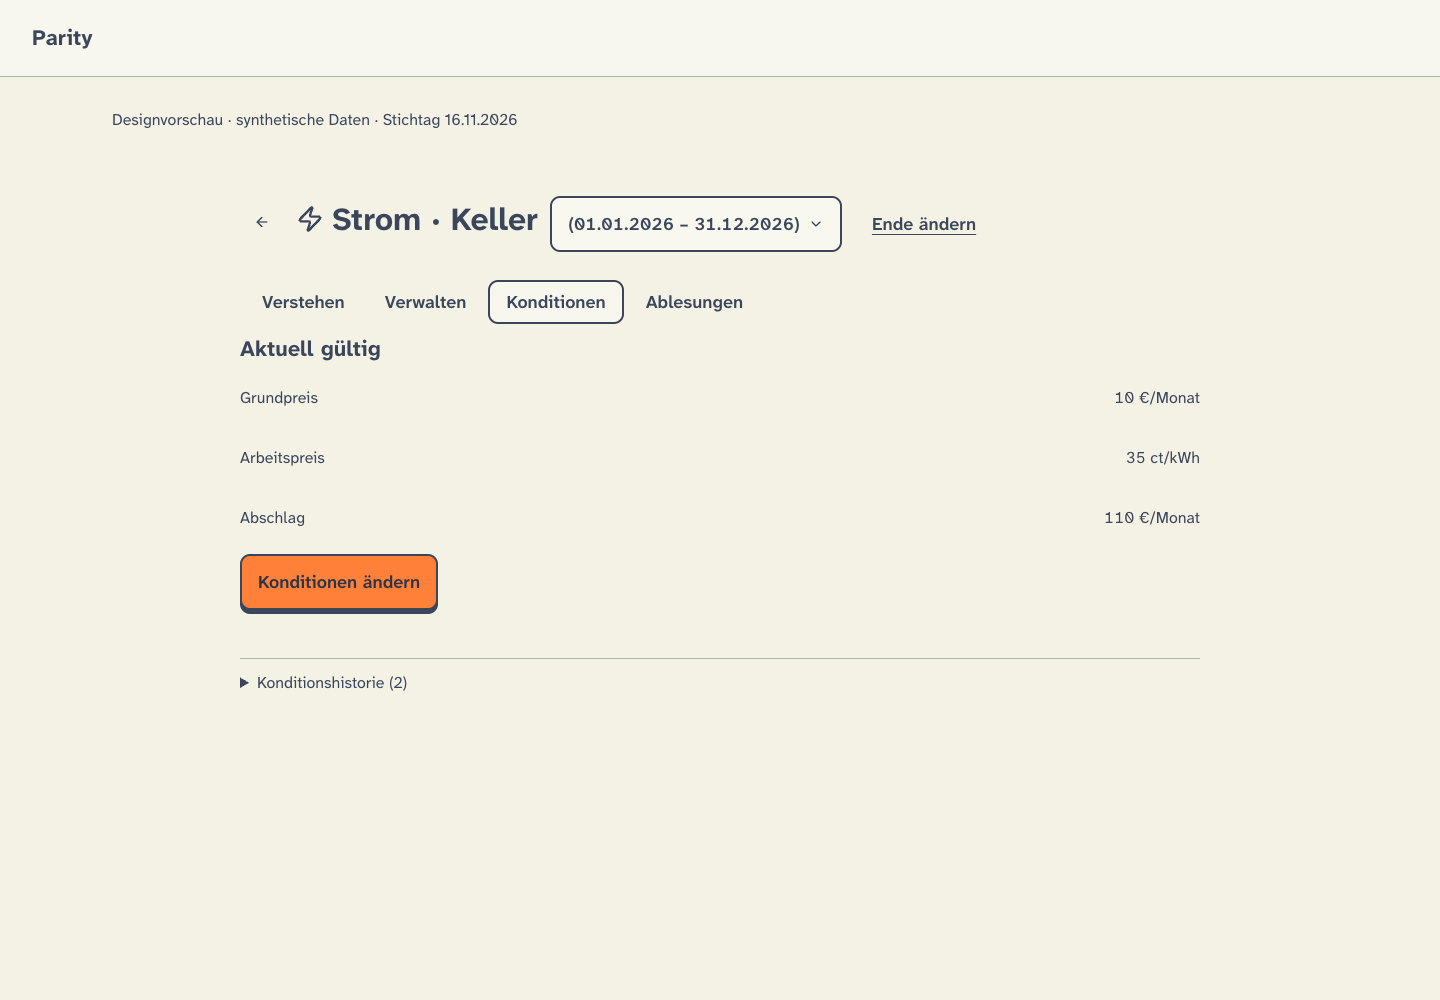 Parity
Designvorschau · synthetische Daten · Stichtag 16.11.2026
Strom · Keller (01.01.2026 – 31.12.2026) Ende ändern
Verstehen Verwalten Konditionen Ablesungen
Aktuell gültig
Grundpreis 10 €/Monat
Arbeitspreis 35 ct/kWh
Abschlag 110 €/Monat
Konditionen ändern
Konditionshistorie (2)